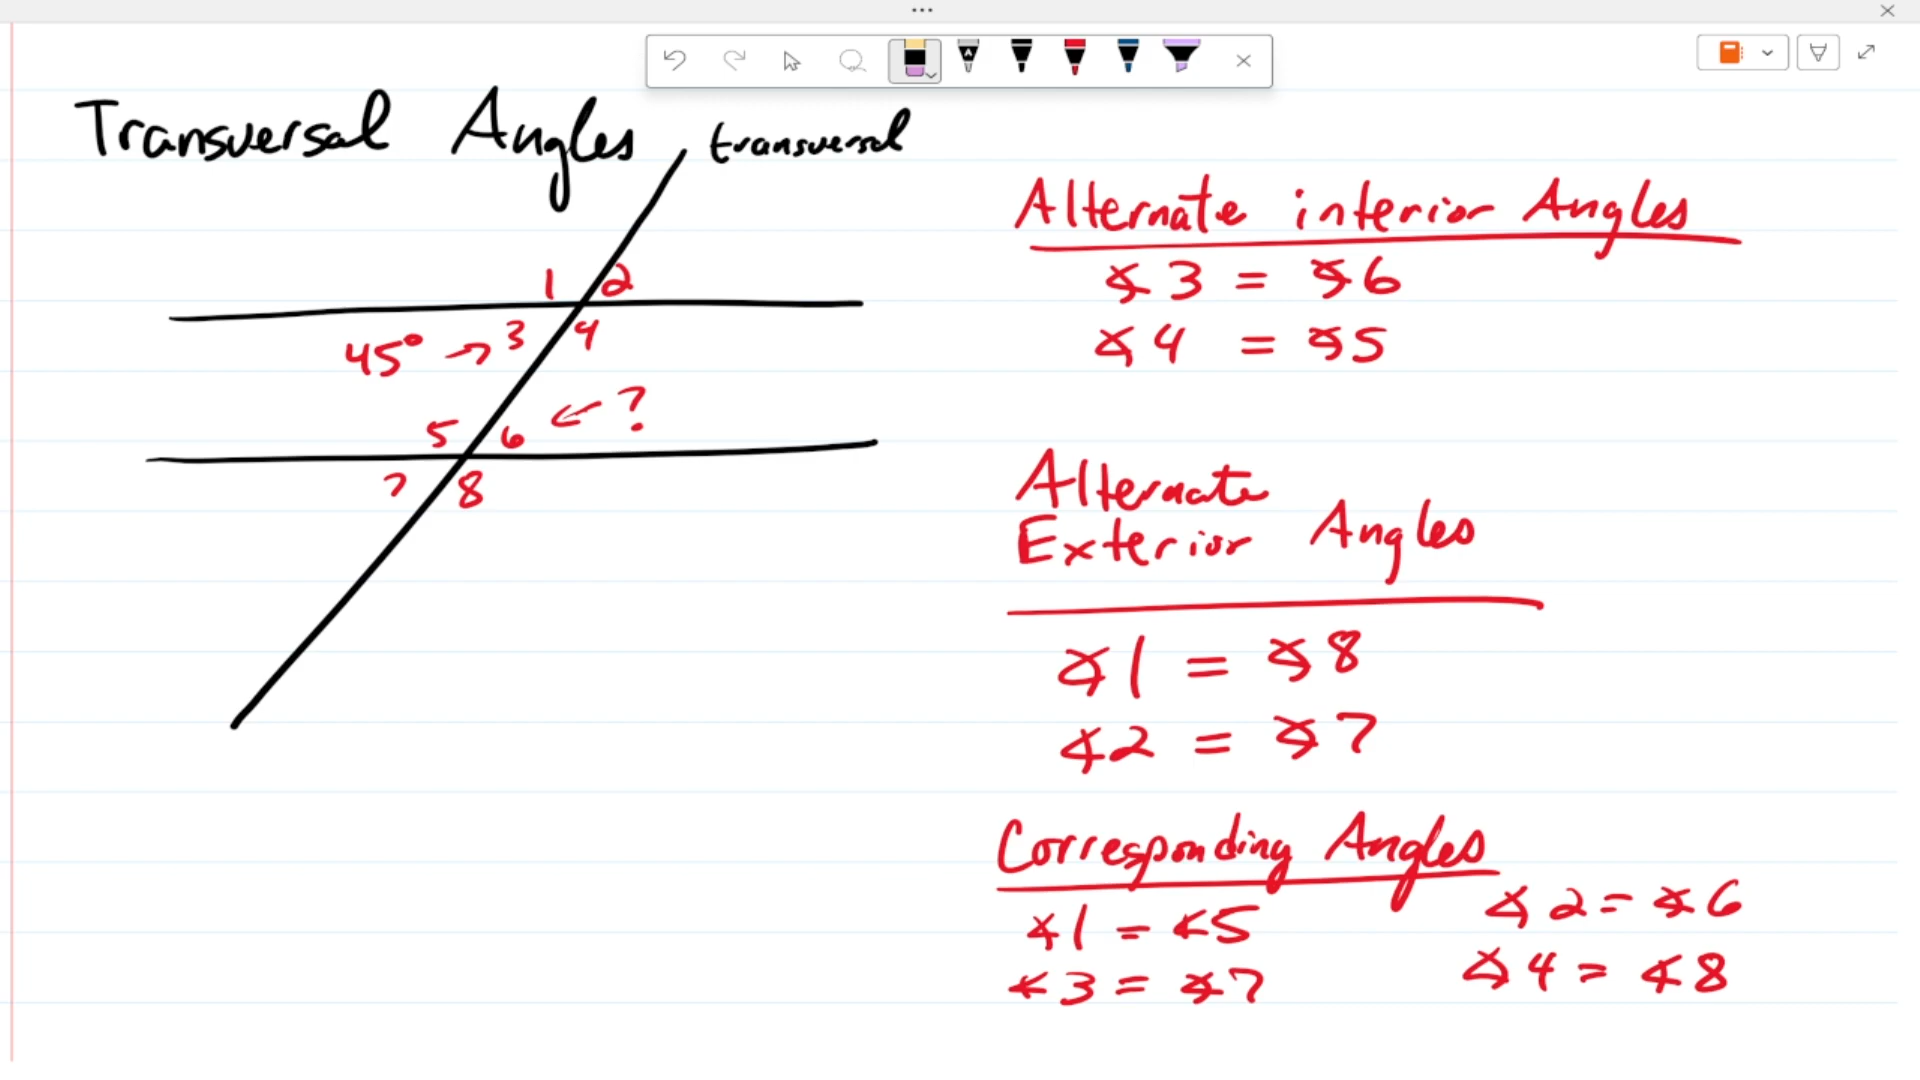 Transversal Angles
transversal
1 2
45° → 3 4
5 6 ← ?
7 8
Alternate interior Angles
∡3 = ∡6
∡4 = ∡5
Alternate
Exterior Angles
∡1 = ∡8
∡2 = ∡7
Corresponding Angles
∡1 = ∡5
∡3 = ∡7
∡2 = ∡6
∡4 = ∡8